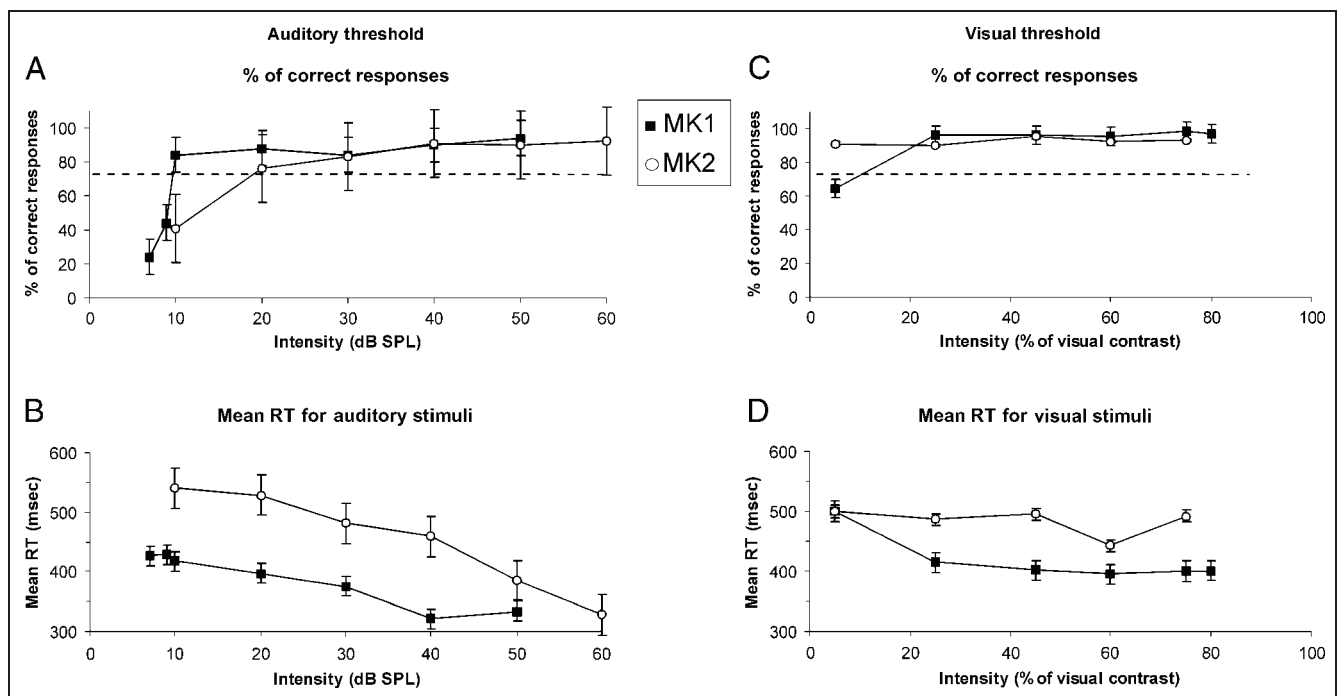 Auditory threshold
A
% of correct responses
% of correct responses
100
80
60
40
20
0
0 10 20 30 40 50 60
Intensity (dB SPL)
MK1
MK2
Visual threshold
C
% of correct responses
% of correct responses
100
80
60
40
20
0
0 20 40 60 80 100
Intensity (% of visual contrast)
B
Mean RT for auditory stimuli
Mean RT (msec)
600
500
400
300
0 10 20 30 40 50 60
Intensity (dB SPL)
D
Mean RT for visual stimuli
Mean RT (msec)
600
500
400
300
0 20 40 60 80 100
Intensity (% of visual contrast)